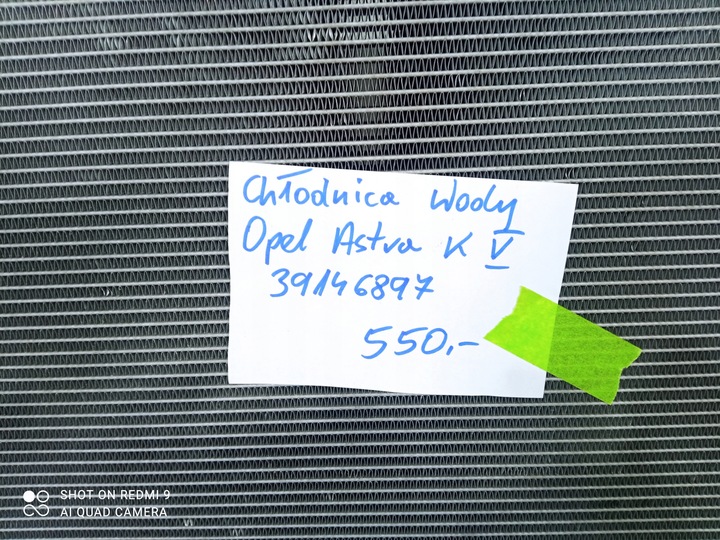 Chłodnica Wody
Opel Astra K V
39146897
550,-
SHOT ON REDMI 9
AI QUAD CAMERA